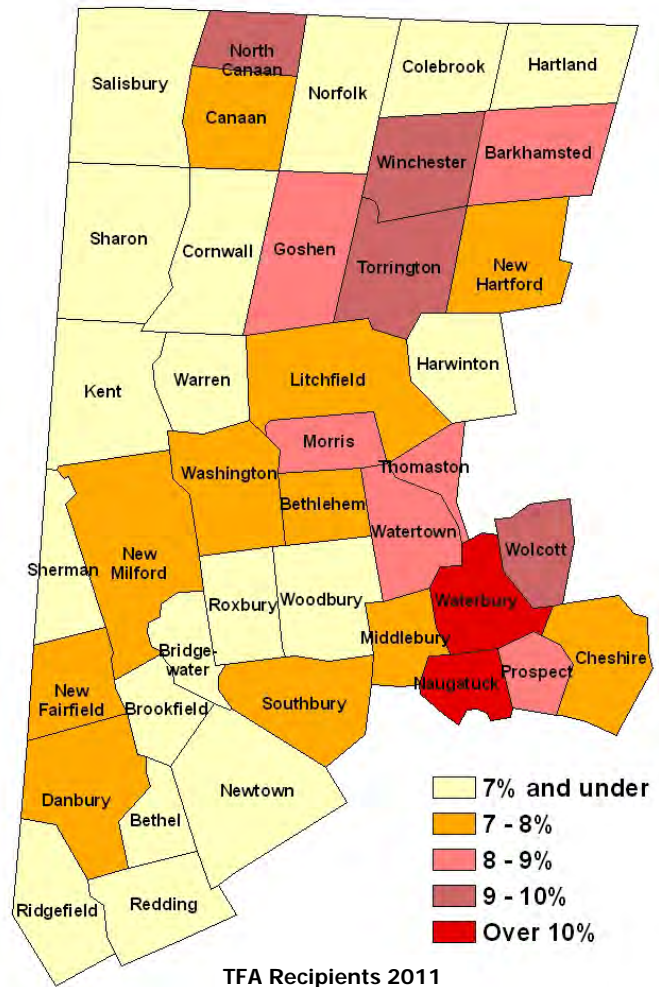 North
Canaan
Salisbury
Colebrook
Hartland
Norfolk
Canaan
Winchester
Barkhamsted
Sharon
Cornwall
Goshen
Torrington
New
Hartford
Kent
Warren
Litchfield
Harwinton
Morris
Thomaston
Washington
Bethlehem
Watertown
Sherman
New
Milford
Wolcott
Roxbury
Woodbury
Waterbury
Bridge-
water
Middlebury
Cheshire
Naugatuck
Prospect
New
Fairfield
Brookfield
Southbury
Danbury
Bethel
Newtown
Ridgefield
Redding
7% and under
7 - 8%
8 - 9%
9 - 10%
Over 10%
TFA Recipients 2011